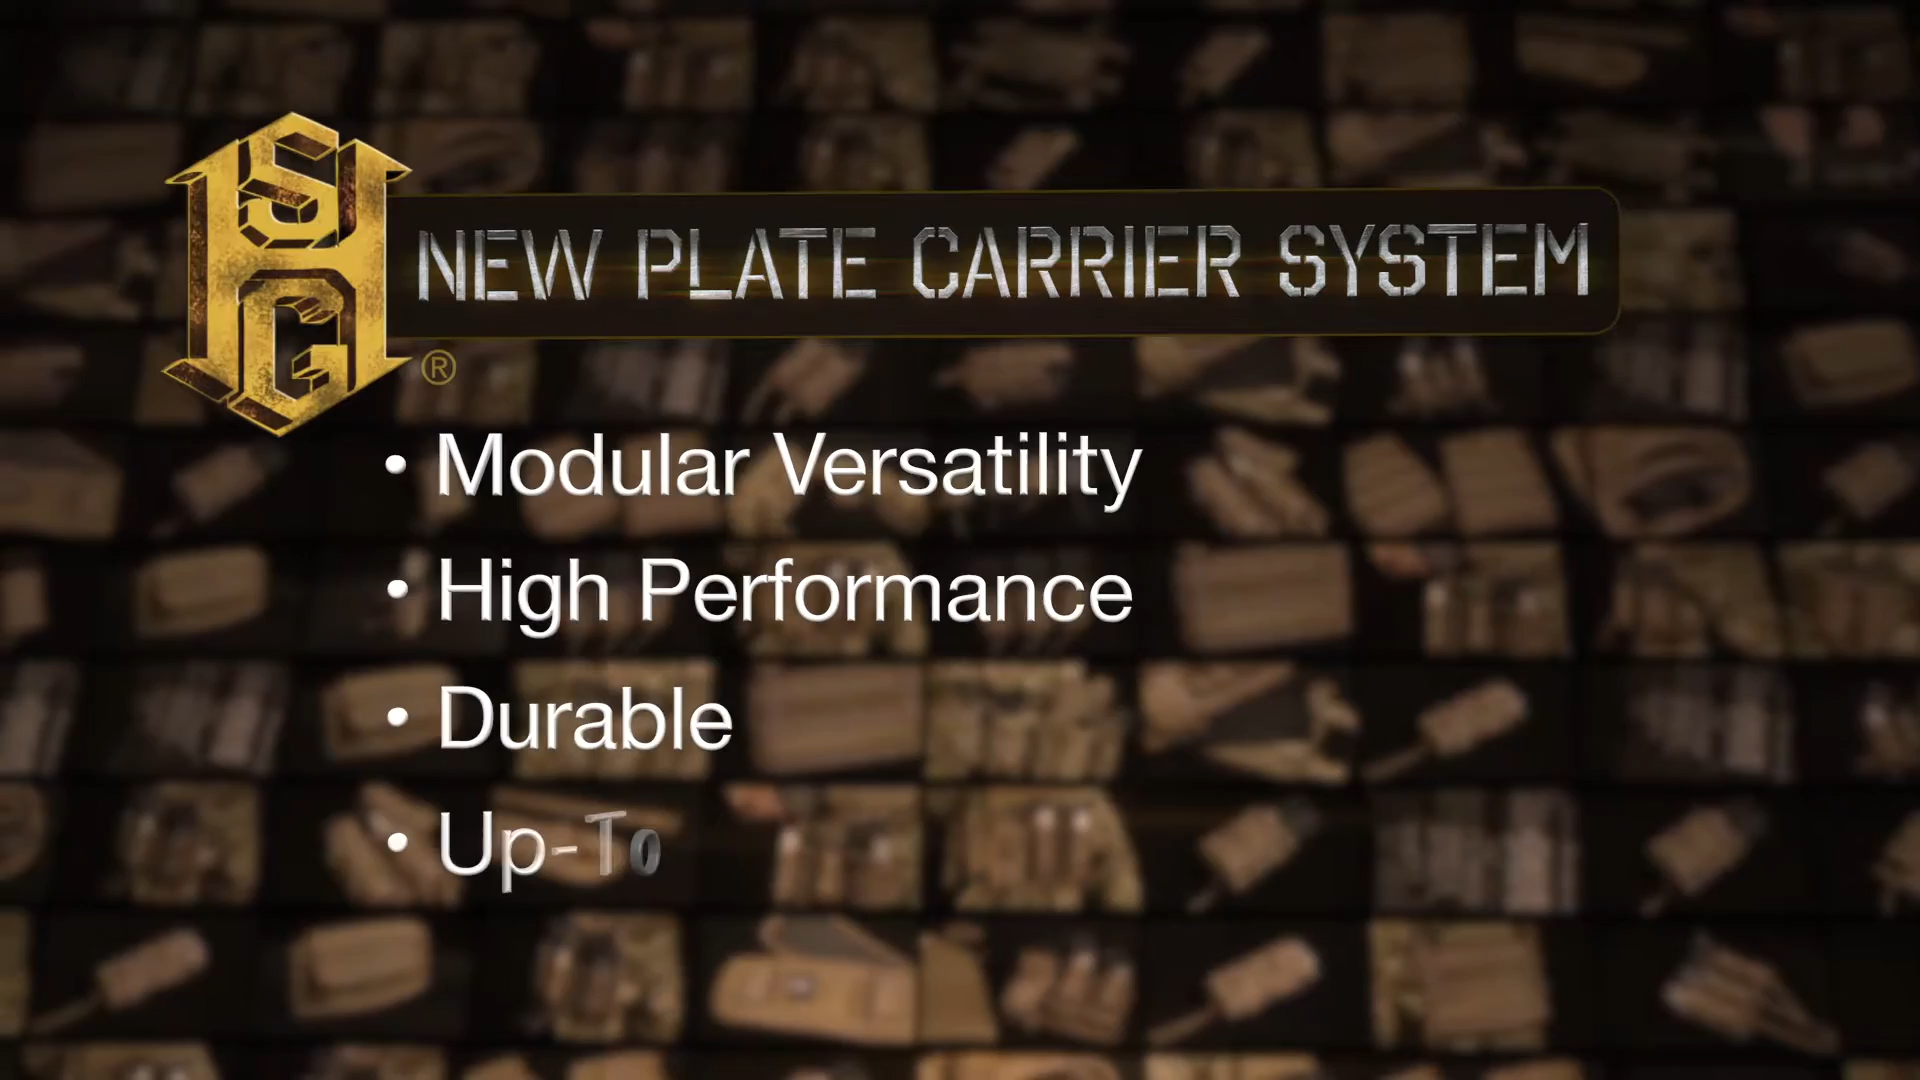 HSG
®
NEW PLATE CARRIER SYSTEM
• Modular Versatility
• High Performance
• Durable
• Up-To